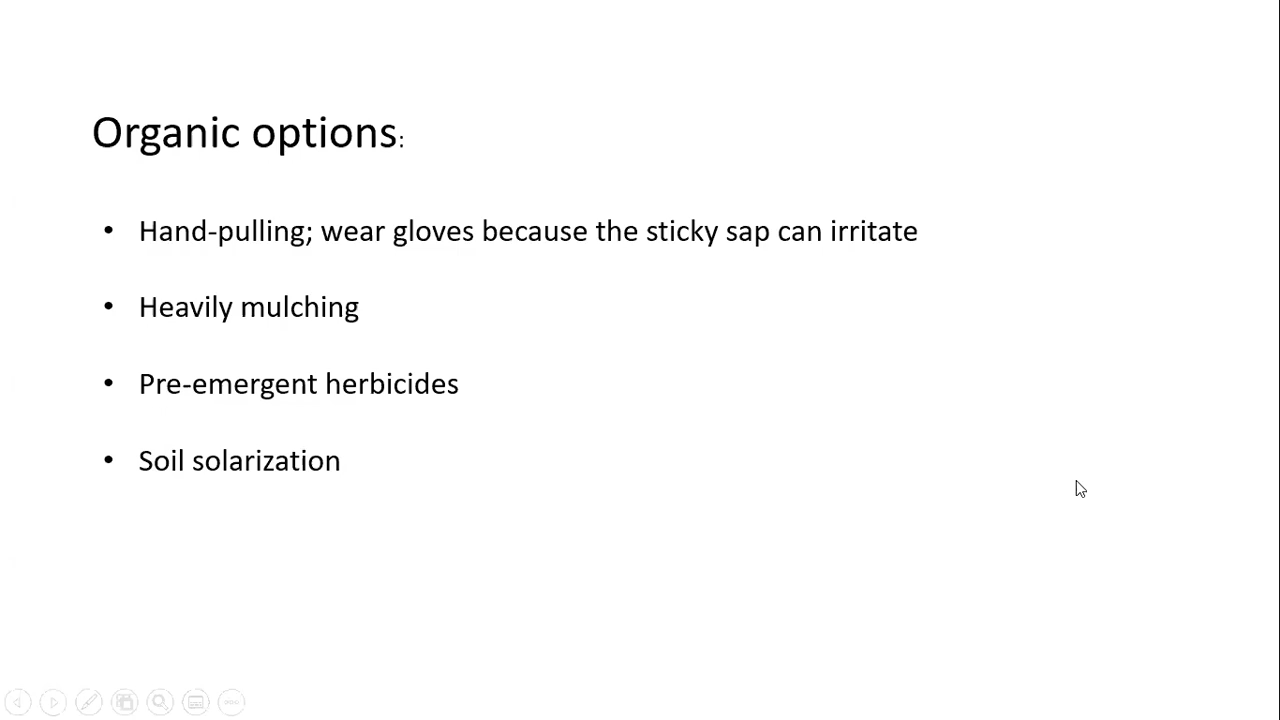 Organic options:
• Hand-pulling; wear gloves because the sticky sap can irritate
• Heavily mulching
• Pre-emergent herbicides
• Soil solarization